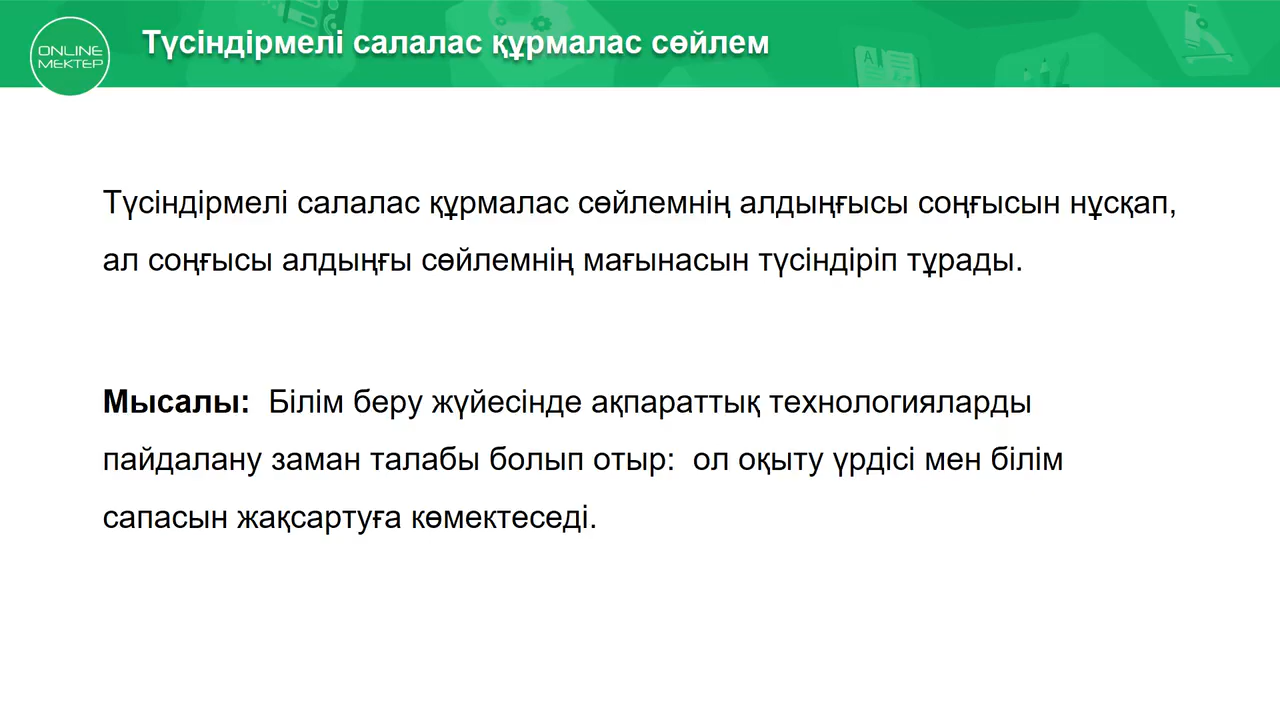 ONLINE
МЕКТЕР
Түсіндірмелі салалас құрмалас сөйлем
Түсіндірмелі салалас құрмалас сөйлемнің алдыңғысы соңғысын нұсқап,
ал соңғысы алдыңғы сөйлемнің мағынасын түсіндіріп тұрады.
Мысалы: Білім беру жүйесінде ақпараттық технологияларды
пайдалану заман талабы болып отыр: ол оқыту үрдісі мен білім
сапасын жақсартуға көмектеседі.